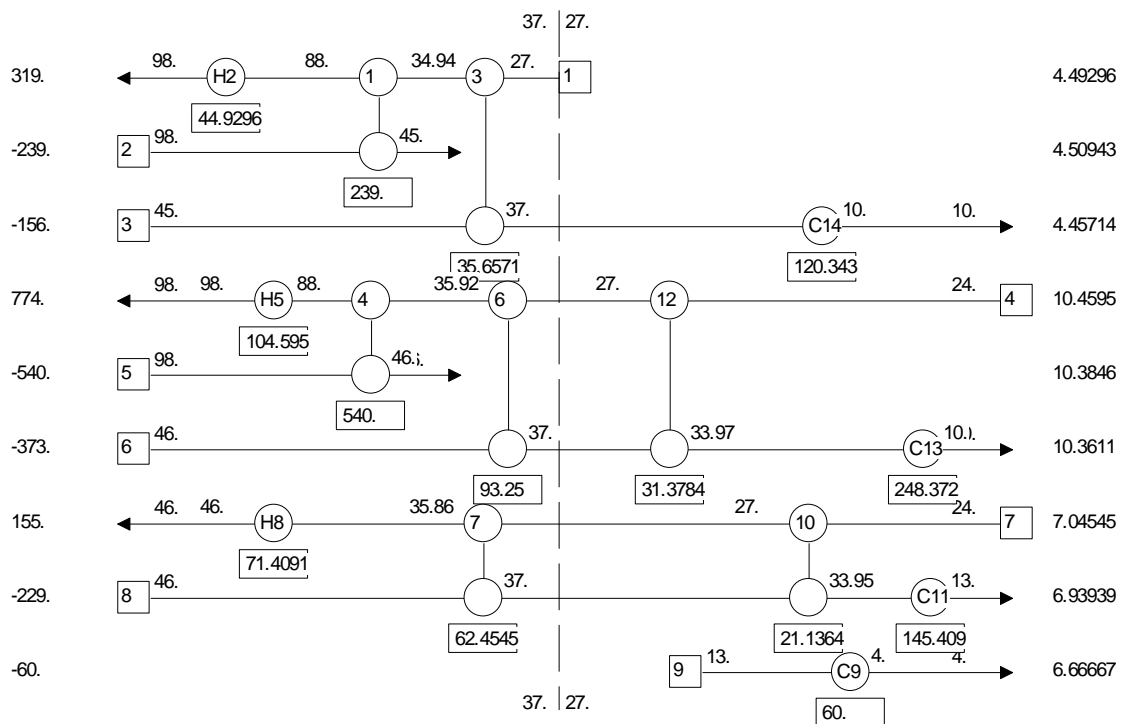 37. 27.
319. 98. H2 88. 1 34.94 3 27. 1 4.49296
44.9296
-239. 2 98. 45. 4.50943
239.
-156. 3 45. 37. C14 10. 10. 4.45714
35.6571 120.343
774. 98. 98. H5 88. 4 35.92 6 27. 12 24. 4 10.4595
104.595
-540. 5 98. 46. 10.3846
540.
-373. 6 46. 37. 33.97 C13 10. 10.3611
93.25 31.3784 248.372
155. 46. 46. H8 35.86 7 27. 10 24. 7 7.04545
71.4091
-229. 8 46. 37. 33.95 C11 13. 6.93939
62.4545 21.1364 145.409
-60. 9 13. C9 4. 4. 6.66667
37. 27. 60.